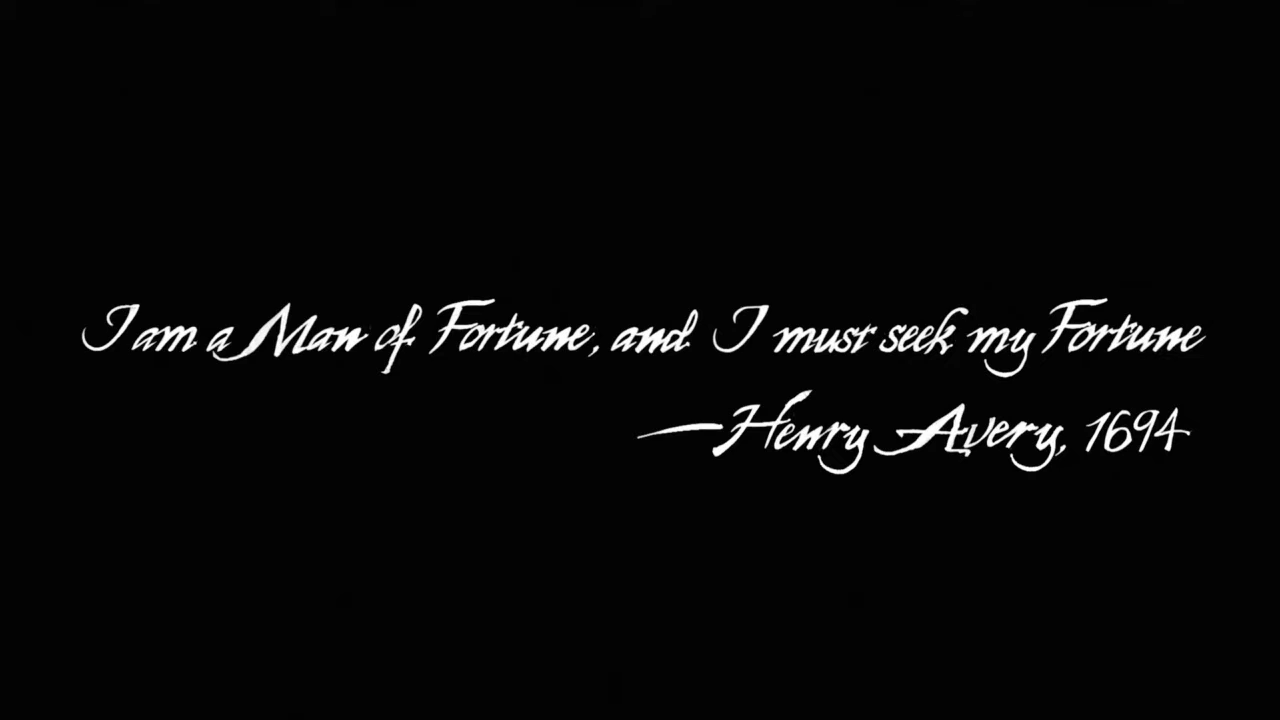 I am a Man of Fortune, and I must seek my Fortune
—Henry Avery, 1694